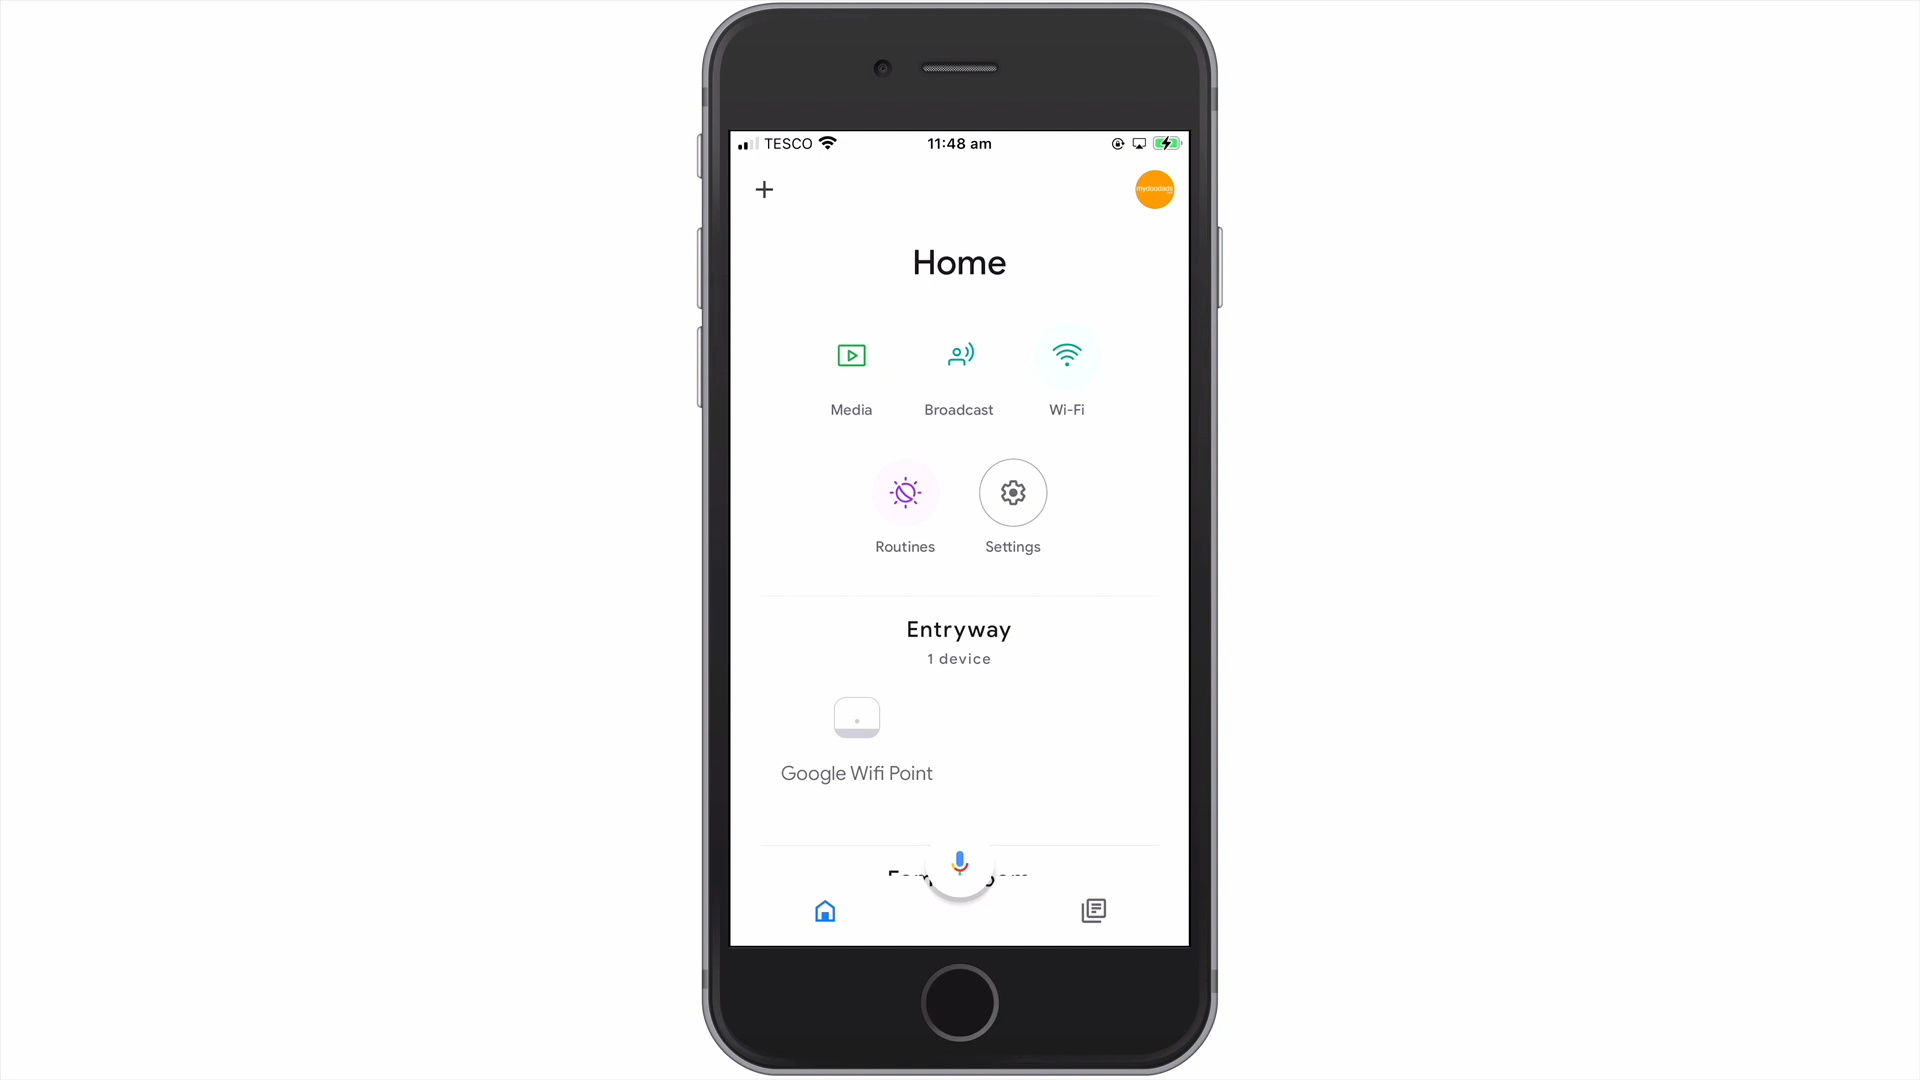 TESCO
11:48 am
mydoodads
Home
Media
Broadcast
Wi-Fi
Routines
Settings
Entryway
1 device
Google Wifi Point